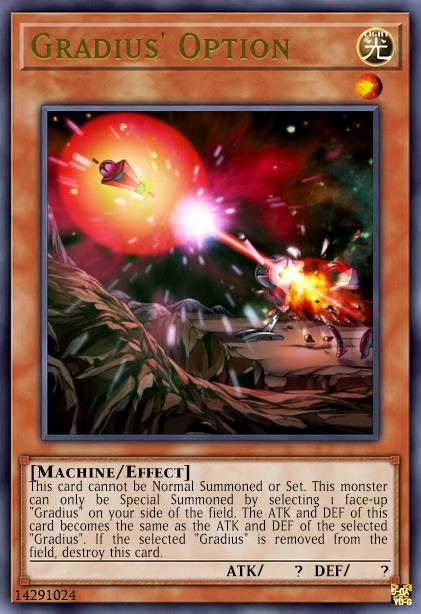 Gradius' Option
LIGHT
光
[Machine/Effect]
This card cannot be Normal Summoned or Set. This monster
can only be Special Summoned by selecting 1 face-up
"Gradius" on your side of the field. The ATK and DEF of this
card becomes the same as the ATK and DEF of the selected
"Gradius". If the selected "Gradius" is removed from the
field, destroy this card.
ATK/ ? DEF/ ?
14291024